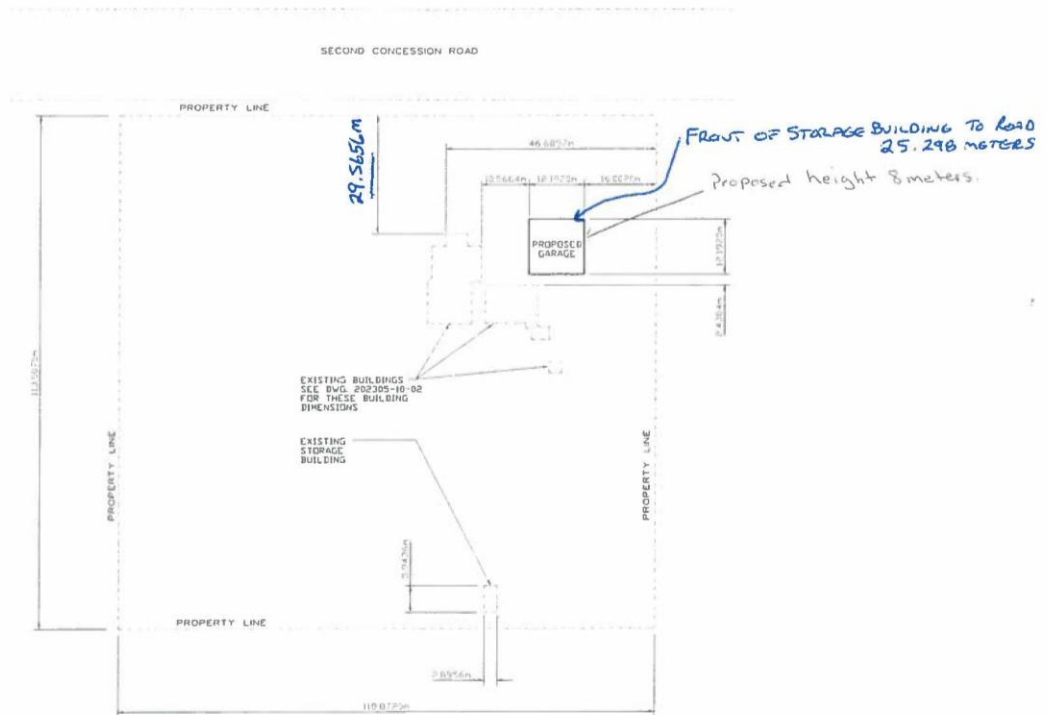 SECOND CONCESSION ROAD
PROPERTY LINE
29.5656m
FRONT OF STORAGE BUILDING TO ROAD
25.298 METERS
Proposed height 8 meters.
PROPOSED
GARAGE
EXISTING BUILDINGS
SEE DWG. 202305-10-02
FOR THESE BUILDING
DIMENSIONS
EXISTING
STORAGE
BUILDING
PROPERTY LINE
PROPERTY LINE
PROPERTY LINE